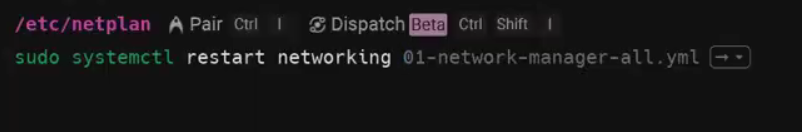 /etc/netplan Pair Ctrl I Dispatch Beta Ctrl Shift I
sudo systemctl restart networking 01-network-manager-all.yml →